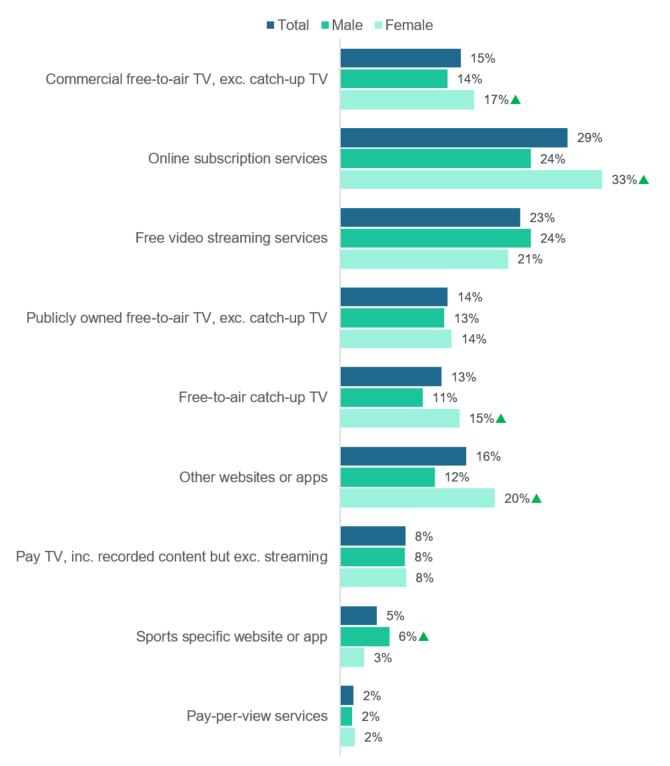 Total Male Female
Commercial free-to-air TV, exc. catch-up TV
15%
14%
17%▲
Online subscription services
29%
24%
33%▲
Free video streaming services
23%
24%
21%
Publicly owned free-to-air TV, exc. catch-up TV
14%
13%
14%
Free-to-air catch-up TV
13%
11%
15%▲
Other websites or apps
16%
12%
20%▲
Pay TV, inc. recorded content but exc. streaming
8%
8%
8%
Sports specific website or app
5%
6%▲
3%
Pay-per-view services
2%
2%
2%